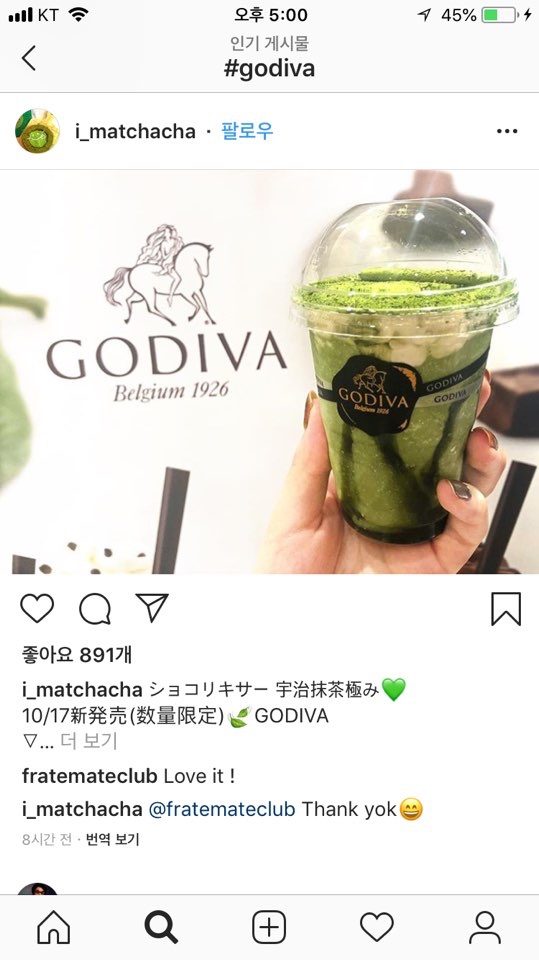 KT 오후 5:00 45%
인기 게시물
#godiva
i_matchacha · 팔로우
GODIVA
Belgium 1926
GODIVA
Belgium 1926
GODIVA
GODIVA
좋아요 891개
i_matchacha ショコリキサー 宇治抹茶極み💚
10/17新発売(数量限定)🍃GODIVA
▽... 더 보기
fratemateclub Love it !
i_matchacha @fratemateclub Thank yok😄
8시간 전 · 번역 보기